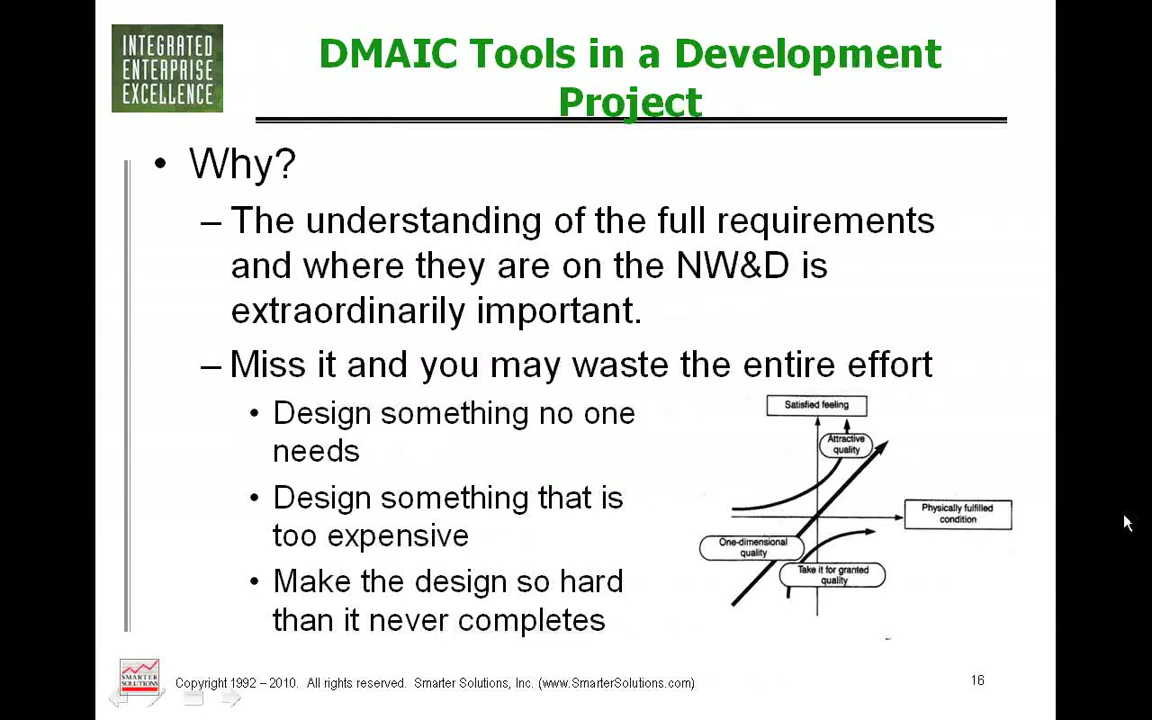 INTEGRATED
ENTERPRISE
EXCELLENCE
DMAIC Tools in a Development
Project
• Why?
– The understanding of the full requirements
and where they are on the NW&D is
extraordinarily important.
– Miss it and you may waste the entire effort
• Design something no one
needs
• Design something that is
too expensive
• Make the design so hard
than it never completes
Satisfied feeling
Attractive
quality
Physically fulfilled
condition
One-dimensional
quality
Take it for granted
quality
SMARTER
SOLUTIONS
Copyright 1992 – 2010. All rights reserved. Smarter Solutions, Inc. (www.SmarterSolutions.com)
16